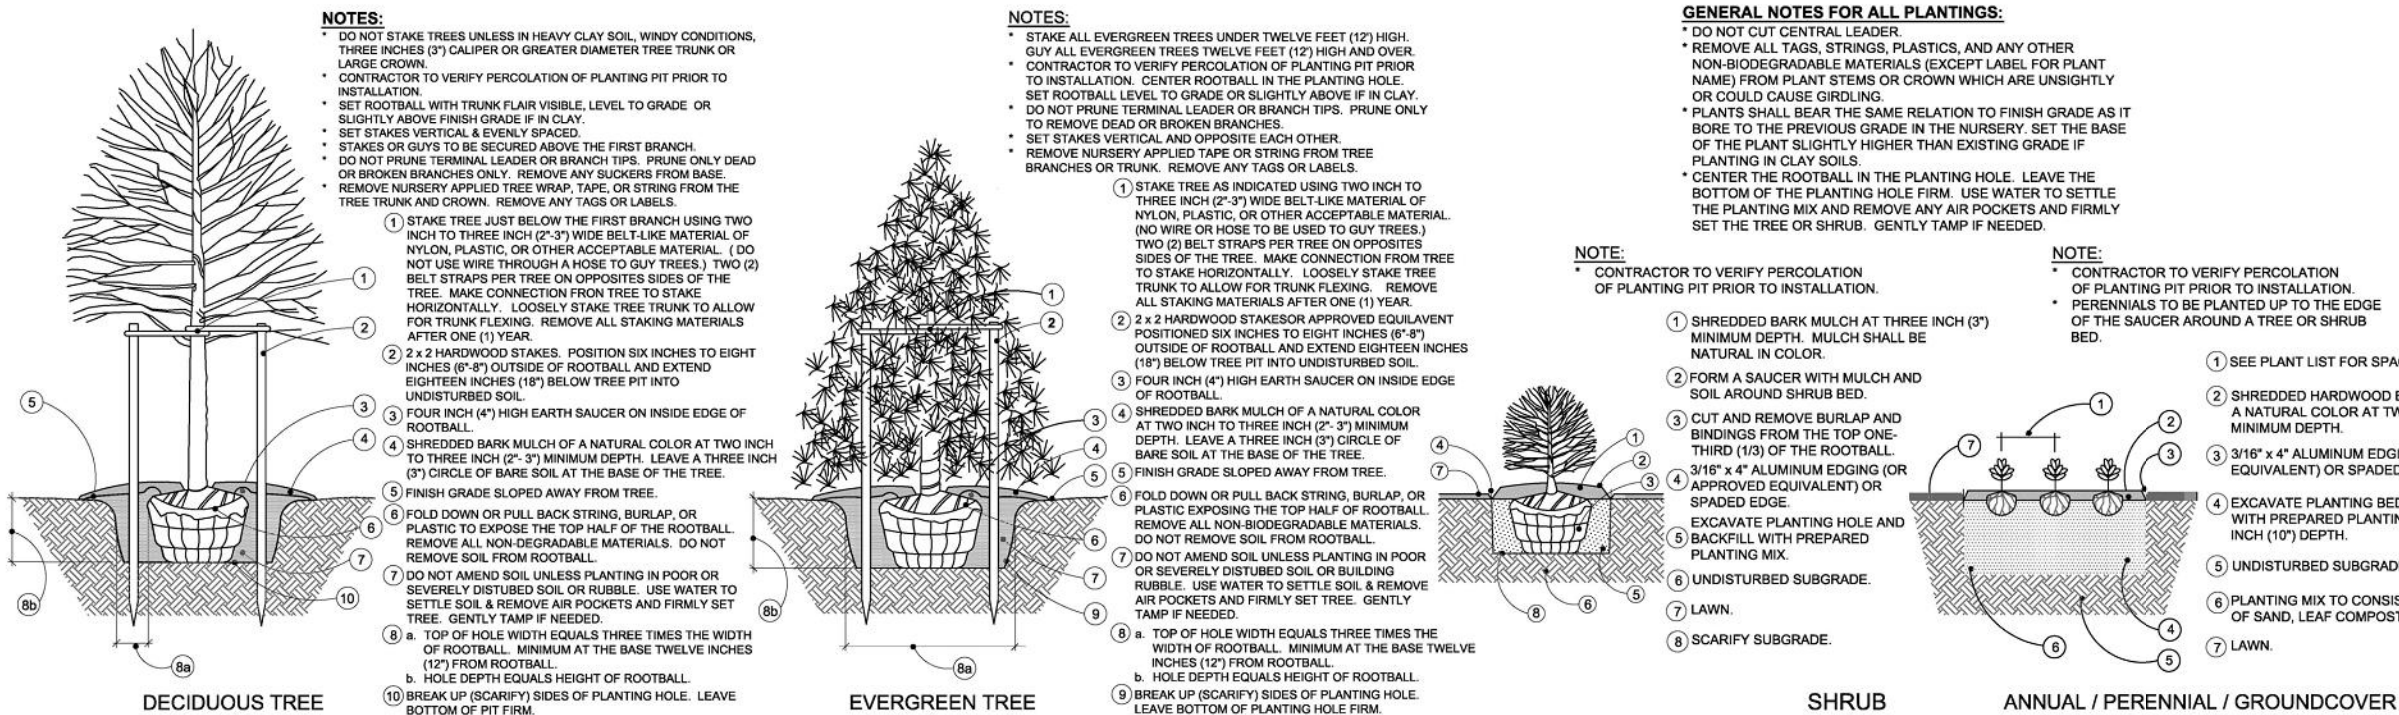 NOTES:
* DO NOT STAKE TREES UNLESS IN HEAVY CLAY SOIL, WINDY CONDITIONS,
THREE INCHES (3") CALIPER OR GREATER DIAMETER TREE TRUNK OR
LARGE CROWN.
* CONTRACTOR TO VERIFY PERCOLATION OF PLANTING PIT PRIOR TO
INSTALLATION.
* SET ROOTBALL WITH TRUNK FLAIR VISIBLE, LEVEL TO GRADE OR
SLIGHTLY ABOVE FINISH GRADE IF IN CLAY.
* SET STAKES VERTICAL & EVENLY SPACED.
* STAKES OR GUYS TO BE SECURED ABOVE THE FIRST BRANCH.
* DO NOT PRUNE TERMINAL LEADER OR BRANCH TIPS. PRUNE ONLY DEAD
OR BROKEN BRANCHES ONLY. REMOVE ANY SUCKERS FROM BASE.
* REMOVE NURSERY APPLIED TREE WRAP, TAPE, OR STRING FROM THE
TREE TRUNK AND CROWN. REMOVE ANY TAGS OR LABELS.
1 STAKE TREE JUST BELOW THE FIRST BRANCH USING TWO
INCH TO THREE INCH (2"-3") WIDE BELT-LIKE MATERIAL OF
NYLON, PLASTIC, OR OTHER ACCEPTABLE MATERIAL. ( DO
NOT USE WIRE THROUGH A HOSE TO GUY TREES.) TWO (2)
BELT STRAPS PER TREE ON OPPOSITES SIDES OF THE
TREE. MAKE CONNECTION FRON TREE TO STAKE
HORIZONTALLY. LOOSELY STAKE TREE TRUNK TO ALLOW
FOR TRUNK FLEXING. REMOVE ALL STAKING MATERIALS
AFTER ONE (1) YEAR.
2 2 x 2 HARDWOOD STAKES. POSITION SIX INCHES TO EIGHT
INCHES (6"-8") OUTSIDE OF ROOTBALL AND EXTEND
EIGHTEEN INCHES (18") BELOW TREE PIT INTO
UNDISTURBED SOIL.
3 FOUR INCH (4") HIGH EARTH SAUCER ON INSIDE EDGE OF
ROOTBALL.
4 SHREDDED BARK MULCH OF A NATURAL COLOR AT TWO INCH
TO THREE INCH (2"- 3") MINIMUM DEPTH. LEAVE A THREE INCH
(3") CIRCLE OF BARE SOIL AT THE BASE OF THE TREE.
5 FINISH GRADE SLOPED AWAY FROM TREE.
6 FOLD DOWN OR PULL BACK STRING, BURLAP, OR
PLASTIC TO EXPOSE THE TOP HALF OF THE ROOTBALL.
REMOVE ALL NON-DEGRADABLE MATERIALS. DO NOT
REMOVE SOIL FROM ROOTBALL.
7 DO NOT AMEND SOIL UNLESS PLANTING IN POOR OR
SEVERELY DISTUBED SOIL OR RUBBLE. USE WATER TO
SETTLE SOIL & REMOVE AIR POCKETS AND FIRMLY SET
TREE. GENTLY TAMP IF NEEDED.
8 a. TOP OF HOLE WIDTH EQUALS THREE TIMES THE WIDTH
OF ROOTBALL. MINIMUM AT THE BASE TWELVE INCHES
(12") FROM ROOTBALL.
b. HOLE DEPTH EQUALS HEIGHT OF ROOTBALL.
10 BREAK UP (SCARIFY) SIDES OF PLANTING HOLE. LEAVE
BOTTOM OF PIT FIRM.
1
2
3
5
4
6
7
10
8b
8a
DECIDUOUS TREE
NOTES:
* STAKE ALL EVERGREEN TREES UNDER TWELVE FEET (12') HIGH.
GUY ALL EVERGREEN TREES TWELVE FEET (12') HIGH AND OVER.
* CONTRACTOR TO VERIFY PERCOLATION OF PLANTING PIT PRIOR
TO INSTALLATION. CENTER ROOTBALL IN THE PLANTING HOLE.
SET ROOTBALL LEVEL TO GRADE OR SLIGHTLY ABOVE IF IN CLAY.
* DO NOT PRUNE TERMINAL LEADER OR BRANCH TIPS. PRUNE ONLY
TO REMOVE DEAD OR BROKEN BRANCHES.
* SET STAKES VERTICAL AND OPPOSITE EACH OTHER.
* REMOVE NURSERY APPLIED TAPE OR STRING FROM TREE
BRANCHES OR TRUNK. REMOVE ANY TAGS OR LABELS.
1 STAKE TREE AS INDICATED USING TWO INCH TO
THREE INCH (2"-3") WIDE BELT-LIKE MATERIAL OF
NYLON, PLASTIC, OR OTHER ACCEPTABLE MATERIAL.
(NO WIRE OR HOSE TO BE USED TO GUY TREES.)
TWO (2) BELT STRAPS PER TREE ON OPPOSITES
SIDES OF THE TREE. MAKE CONNECTION FROM TREE
TO STAKE HORIZONTALLY. LOOSELY STAKE TREE
TRUNK TO ALLOW FOR TRUNK FLEXING. REMOVE
ALL STAKING MATERIALS AFTER ONE (1) YEAR.
2 2 x 2 HARDWOOD STAKESOR APPROVED EQUILAVENT
POSITIONED SIX INCHES TO EIGHT INCHES (6"-8")
OUTSIDE OF ROOTBALL AND EXTEND EIGHTEEN INCHES
(18") BELOW TREE PIT INTO UNDISTURBED SOIL.
3 FOUR INCH (4") HIGH EARTH SAUCER ON INSIDE EDGE
OF ROOTBALL.
4 SHREDDED BARK MULCH OF A NATURAL COLOR
AT TWO INCH TO THREE INCH (2"- 3") MINIMUM
DEPTH. LEAVE A THREE INCH (3") CIRCLE OF
BARE SOIL AT THE BASE OF THE TREE.
5 FINISH GRADE SLOPED AWAY FROM TREE.
6 FOLD DOWN OR PULL BACK STRING, BURLAP, OR
PLASTIC EXPOSING THE TOP HALF OF ROOTBALL.
REMOVE ALL NON-BIODEGRADABLE MATERIALS.
DO NOT REMOVE SOIL FROM ROOTBALL.
7 DO NOT AMEND SOIL UNLESS PLANTING IN POOR
OR SEVERELY DISTUBED SOIL OR BUILDING
RUBBLE. USE WATER TO SETTLE SOIL & REMOVE
AIR POCKETS AND FIRMLY SET TREE. GENTLY
TAMP IF NEEDED.
8 a. TOP OF HOLE WIDTH EQUALS THREE TIMES THE
WIDTH OF ROOTBALL. MINIMUM AT THE BASE TWELVE
INCHES (12") FROM ROOTBALL.
b. HOLE DEPTH EQUALS HEIGHT OF ROOTBALL.
9 BREAK UP (SCARIFY) SIDES OF PLANTING HOLE.
LEAVE BOTTOM OF PLANTING HOLE FIRM.
1
2
3
4
5
6
7
9
8b
8a
EVERGREEN TREE
GENERAL NOTES FOR ALL PLANTINGS:
* DO NOT CUT CENTRAL LEADER.
* REMOVE ALL TAGS, STRINGS, PLASTICS, AND ANY OTHER
NON-BIODEGRADABLE MATERIALS (EXCEPT LABEL FOR PLANT
NAME) FROM PLANT STEMS OR CROWN WHICH ARE UNSIGHTLY
OR COULD CAUSE GIRDLING.
* PLANTS SHALL BEAR THE SAME RELATION TO FINISH GRADE AS IT
BORE TO THE PREVIOUS GRADE IN THE NURSERY. SET THE BASE
OF THE PLANT SLIGHTLY HIGHER THAN EXISTING GRADE IF
PLANTING IN CLAY SOILS.
* CENTER THE ROOTBALL IN THE PLANTING HOLE. LEAVE THE
BOTTOM OF THE PLANTING HOLE FIRM. USE WATER TO SETTLE
THE PLANTING MIX AND REMOVE ANY AIR POCKETS AND FIRMLY
SET THE TREE OR SHRUB. GENTLY TAMP IF NEEDED.
NOTE:
* CONTRACTOR TO VERIFY PERCOLATION
OF PLANTING PIT PRIOR TO INSTALLATION.
1 SHREDDED BARK MULCH AT THREE INCH (3")
MINIMUM DEPTH. MULCH SHALL BE
NATURAL IN COLOR.
2 FORM A SAUCER WITH MULCH AND
SOIL AROUND SHRUB BED.
3 CUT AND REMOVE BURLAP AND
BINDINGS FROM THE TOP ONE-
THIRD (1/3) OF THE ROOTBALL.
4 3/16" x 4" ALUMINUM EDGING (OR
APPROVED EQUIVALENT) OR
SPADED EDGE.
5 EXCAVATE PLANTING HOLE AND
BACKFILL WITH PREPARED
PLANTING MIX.
6 UNDISTURBED SUBGRADE.
7 LAWN.
8 SCARIFY SUBGRADE.
4
7
1
2
3
5
6
8
SHRUB
NOTE:
* CONTRACTOR TO VERIFY PERCOLATION
OF PLANTING PIT PRIOR TO INSTALLATION.
* PERENNIALS TO BE PLANTED UP TO THE EDGE
OF THE SAUCER AROUND A TREE OR SHRUB
BED.
1 SEE PLANT LIST FOR SPA
2 SHREDDED HARDWOOD
A NATURAL COLOR AT TW
MINIMUM DEPTH.
3 3/16" x 4" ALUMINUM EDGI
EQUIVALENT) OR SPADED
4 EXCAVATE PLANTING BED
WITH PREPARED PLANTIN
INCH (10") DEPTH.
5 UNDISTURBED SUBGRAD
6 PLANTING MIX TO CONSIS
OF SAND, LEAF COMPOST
7 LAWN.
1
2
3
7
4
5
6
ANNUAL / PERENNIAL / GROUNDCOVER